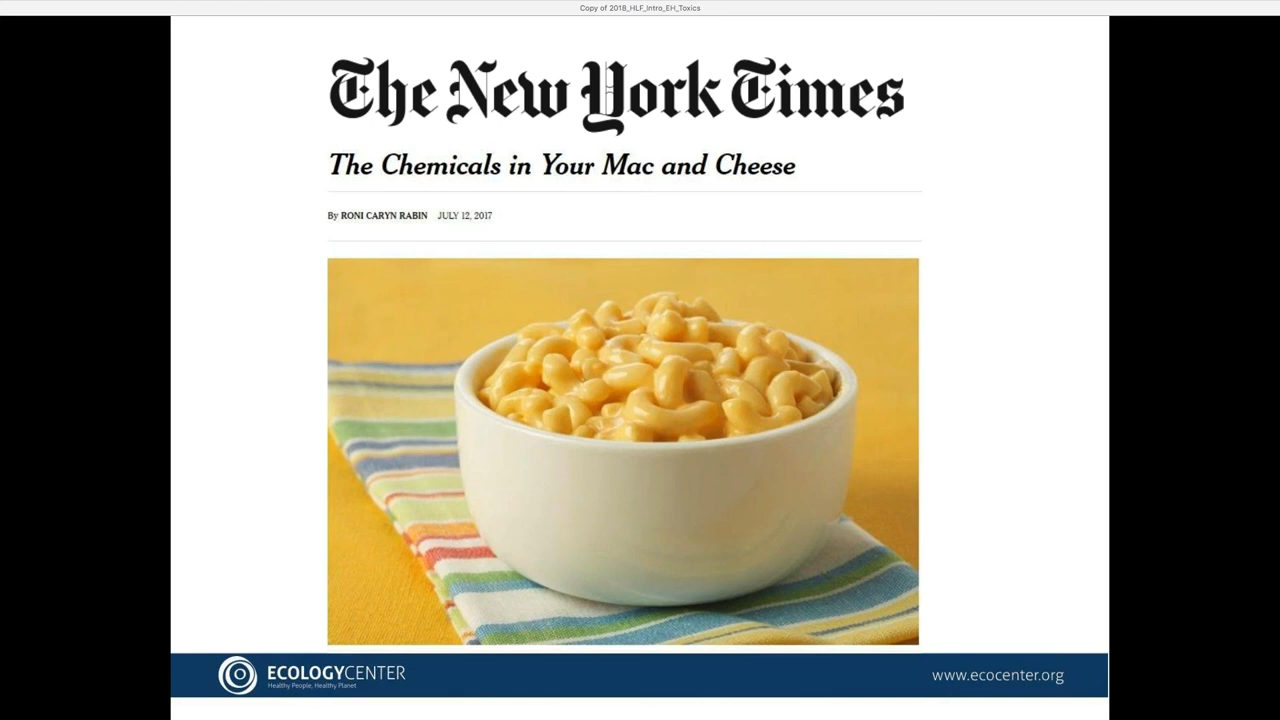 Copy of 2018_HLF_Intro_EH_Toxics
The New York Times
The Chemicals in Your Mac and Cheese
By RONI CARYN RABIN JULY 12, 2017
ECOLOGYCENTER
Healthy People, Healthy Planet
www.ecocenter.org